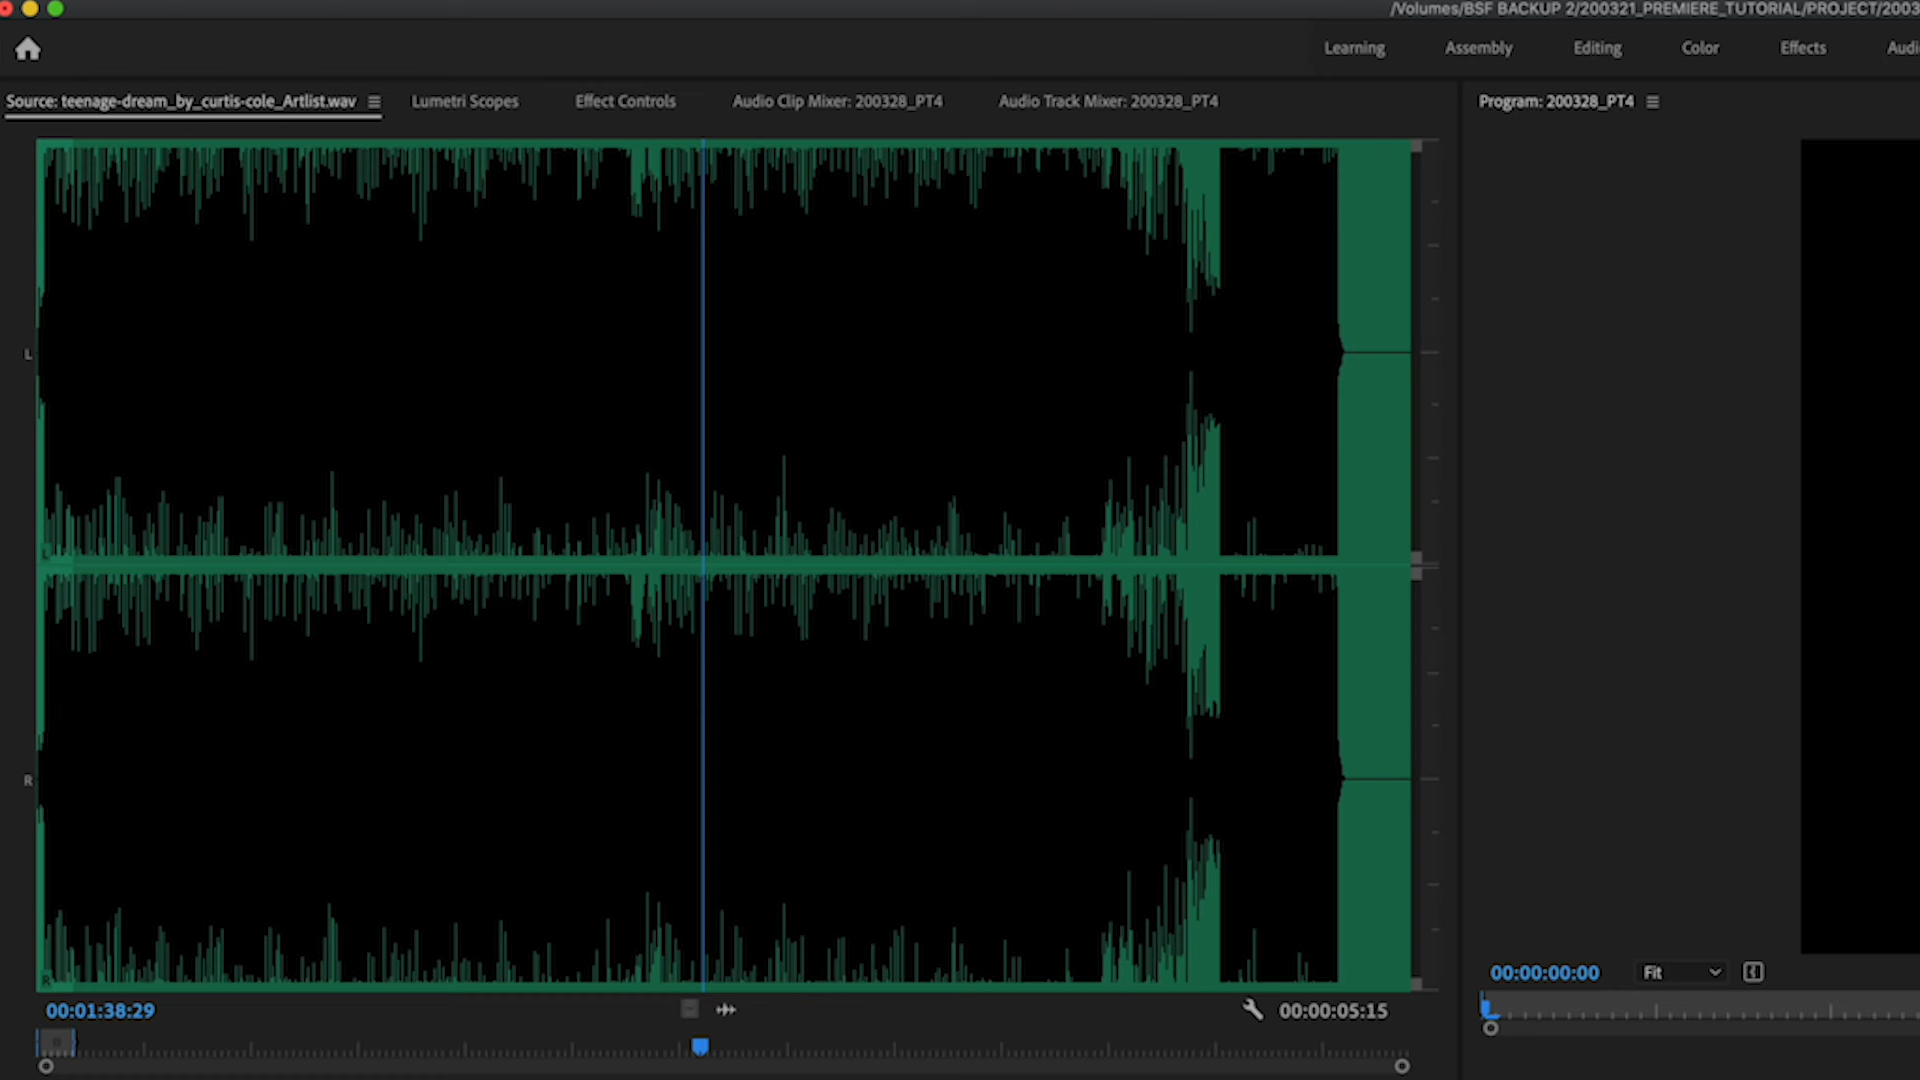 /Volumes/BSF BACKUP 2/200321_PREMIERE_TUTORIAL/PROJECT/2003
Learning Assembly Editing Color Effects Audi
Source: teenage-dream_by_curtis-cole_Artlist.wav Lumetri Scopes Effect Controls Audio Clip Mixer: 200328_PT4 Audio Track Mixer: 200328_PT4 Program: 200328_PT4
L
L
R
R
00:00:00:00 Fit
00:01:38:29 00:00:05:15